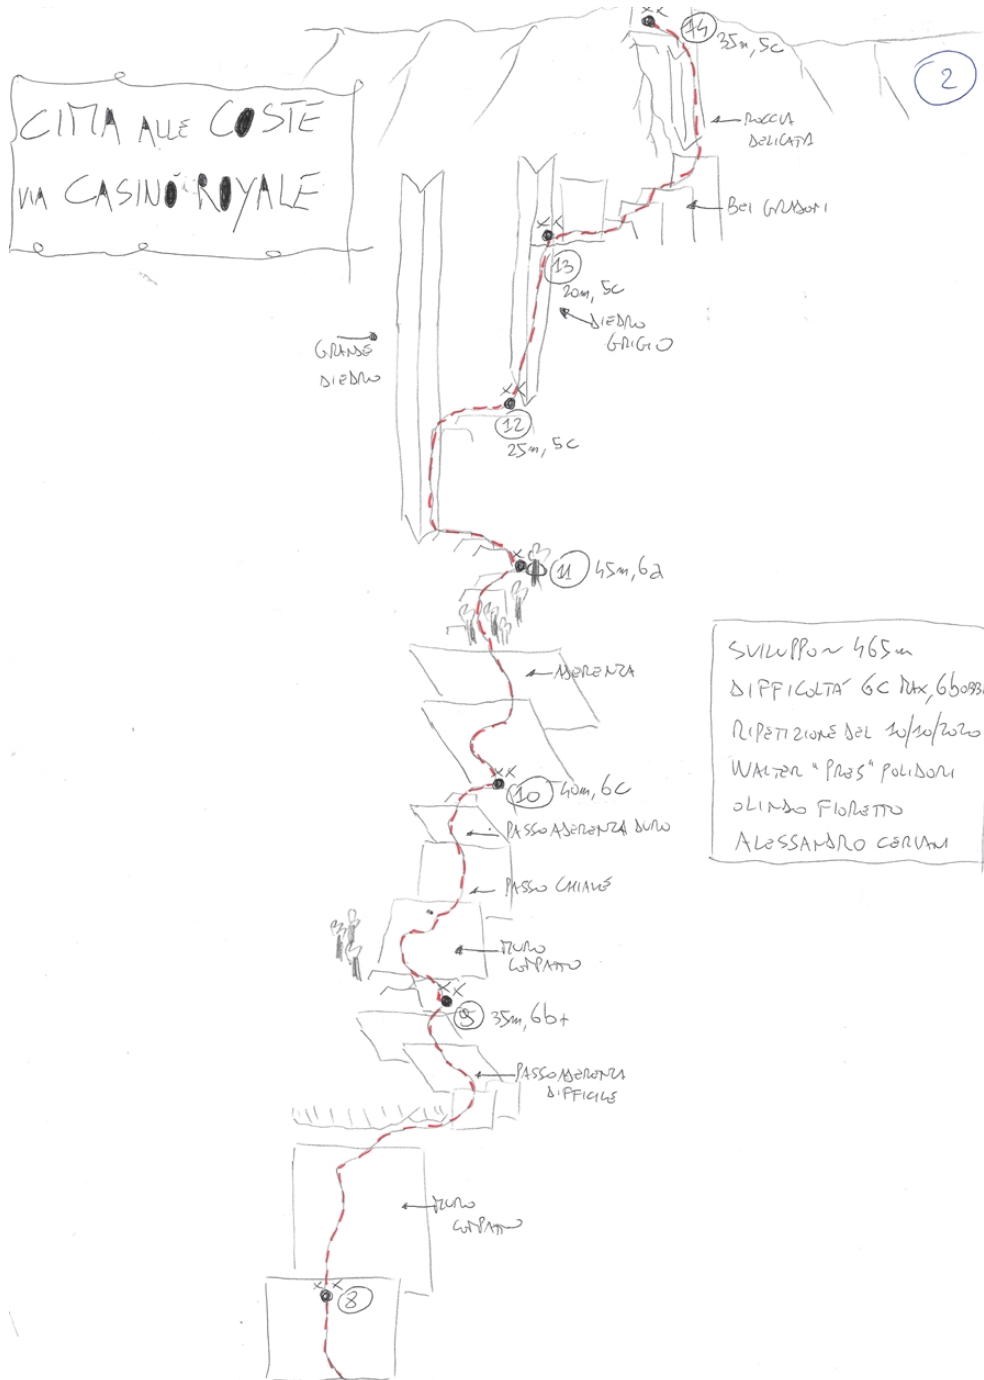 CIMA ALLE COSTE
VIA CASINÒ ROYALE
2
14 35m, 5c
ROCCIA
DELICATA
BEI GRADONI
13
20m, 5c
DIEDRO
GRIGIO
GRANDE
DIEDRO
12
25m, 5c
11 45m, 6a
ADERENZA
10 40m, 6c
PASSO ADERENZA DURO
PASSO CHIAVE
MURO
COMPATTO
9 35m, 6b+
PASSO ADERENZA
DIFFICILE
MURO
COMPATTO
8
SVILUPPO ~ 465m
DIFFICOLTÀ 6C MAX, 6b OBBL
RIPETIZIONE DEL 10/10/2020
WALTER "PRES" POLIDORI
OLINDO FIORETTO
ALESSANDRO CERIANI